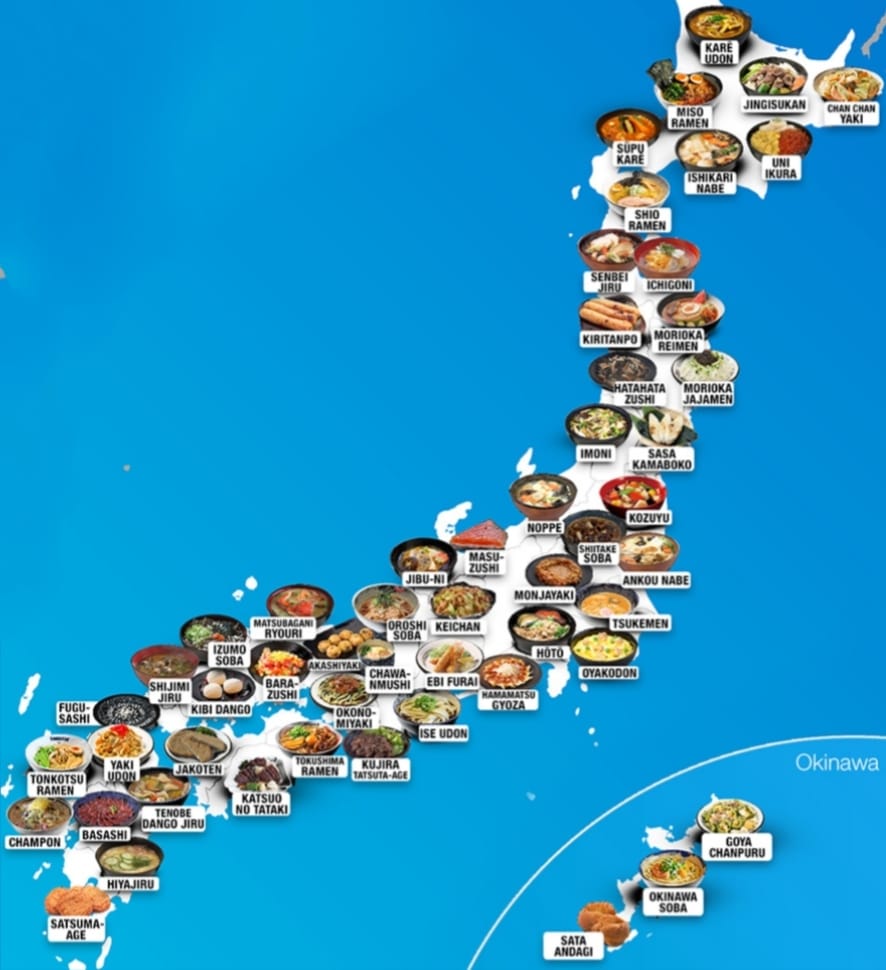 KARĒ
UDON
MISO
RAMEN
JINGISUKAN
CHAN CHAN
YAKI
SŪPU
KARĒ
ISHIKARI
NABE
UNI
IKURA
SHIO
RAMEN
SENBEI
JIRU
ICHIGONI
KIRITANPO
MORIOKA
REIMEN
HATAHATA
ZUSHI
MORIOKA
JAJAMEN
IMONI
SASA
KAMABOKO
NOPPE
KOZUYU
SHIITAKE
SOBA
MASU-
ZUSHI
JIBU-NI
ANKOU NABE
MONJAYAKI
TSUKEMEN
MATSUBAGANI
RYOURI
OROSHI
SOBA
KEICHAN
HŌTŌ
OYAKODON
IZUMO
SOBA
AKASHIYAKI
CHAWA-
NMUSHI
EBI FURAI
HAMAMATSU
GYOZA
SHIJIMI
JIRU
KIBI DANGO
BARA-
ZUSHI
OKONO-
MIYAKI
ISE UDON
FUGU-
SASHI
TONKOTSU
RAMEN
YAKI
UDON
JAKOTEN
TOKUSHIMA
RAMEN
KUJIRA
TATSUTA-AGE
KATSUO
NO TATAKI
TENOBE
DANGO JIRU
CHAMPON
BASASHI
HIYAJIRU
SATSUMA-
AGE
Okinawa
GOYA
CHANPURU
OKINAWA
SOBA
SATA
ANDAGI